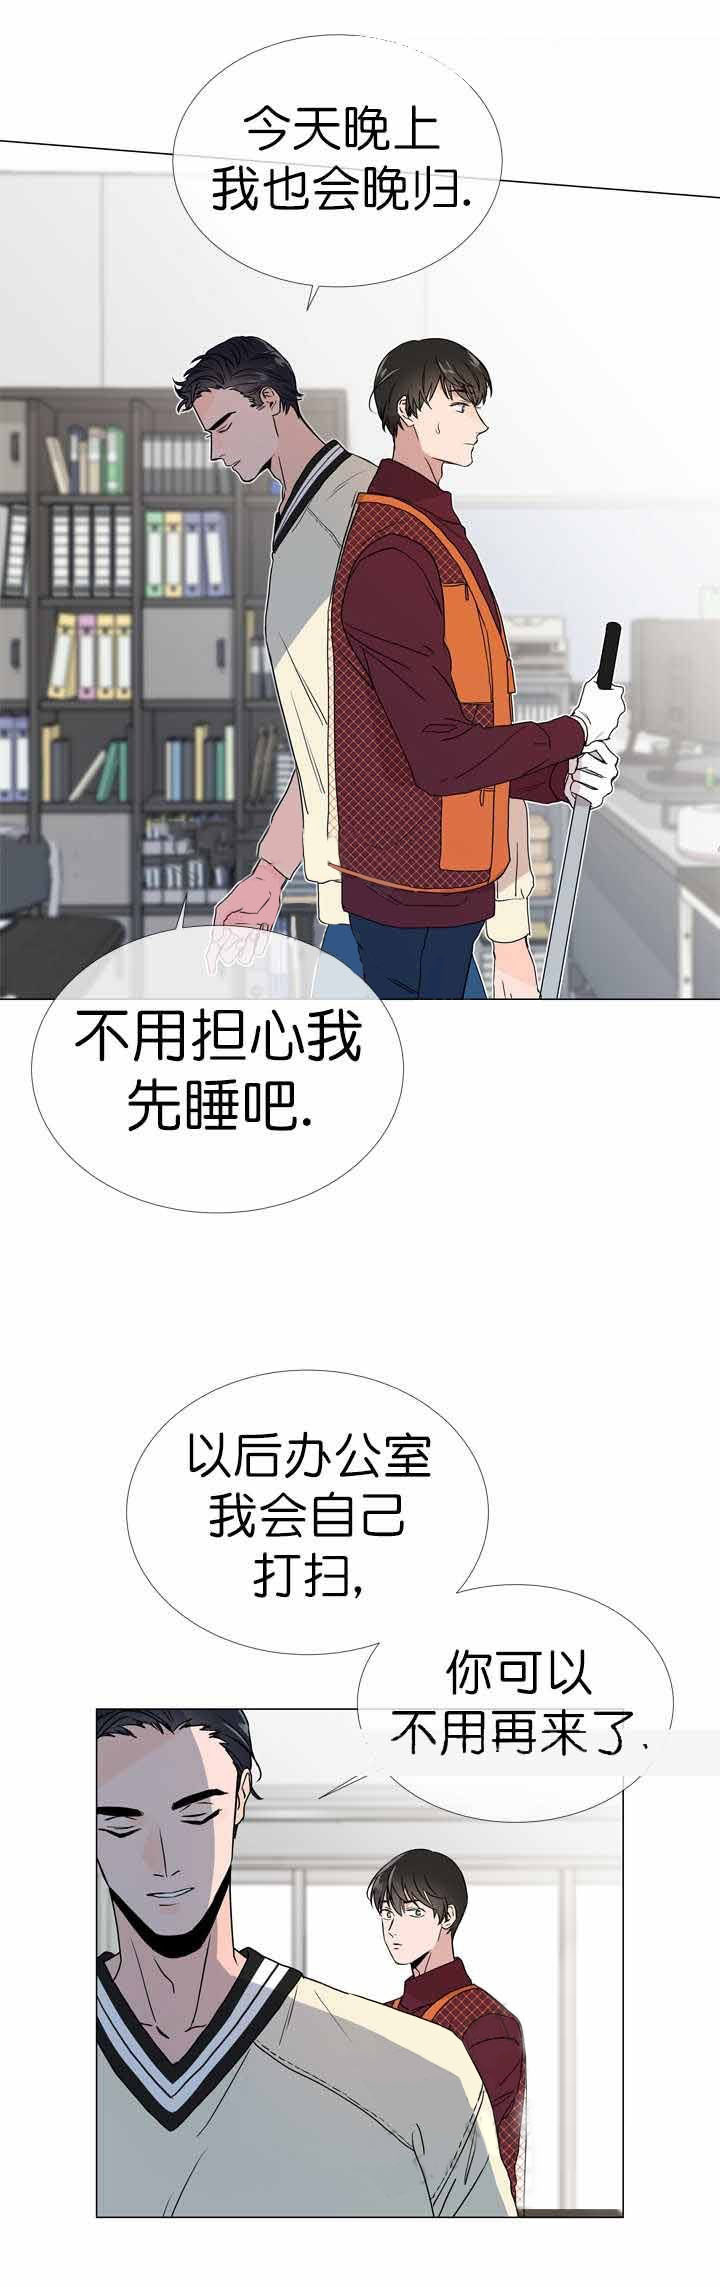 今天晚上
我也会晚归.
不用担心我
先睡吧.
以后办公室
我会自己
打扫,
你可以
不用再来了.